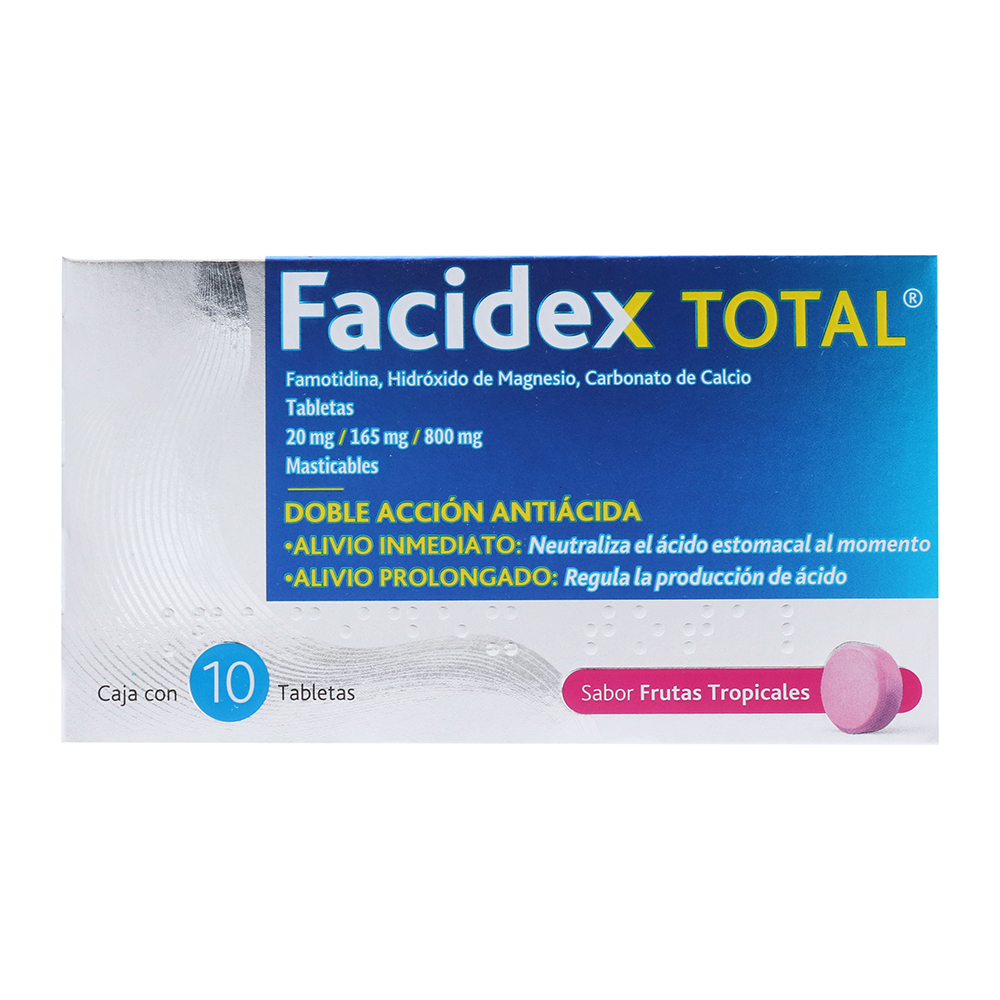 Facidex TOTAL®
Famotidina, Hidróxido de Magnesio, Carbonato de Calcio
Tabletas
20 mg / 165 mg / 800 mg
Masticables
DOBLE ACCIÓN ANTIÁCIDA
•ALIVIO INMEDIATO: Neutraliza el ácido estomacal al momento
•ALIVIO PROLONGADO: Regula la producción de ácido
Caja con 10 Tabletas
Sabor Frutas Tropicales